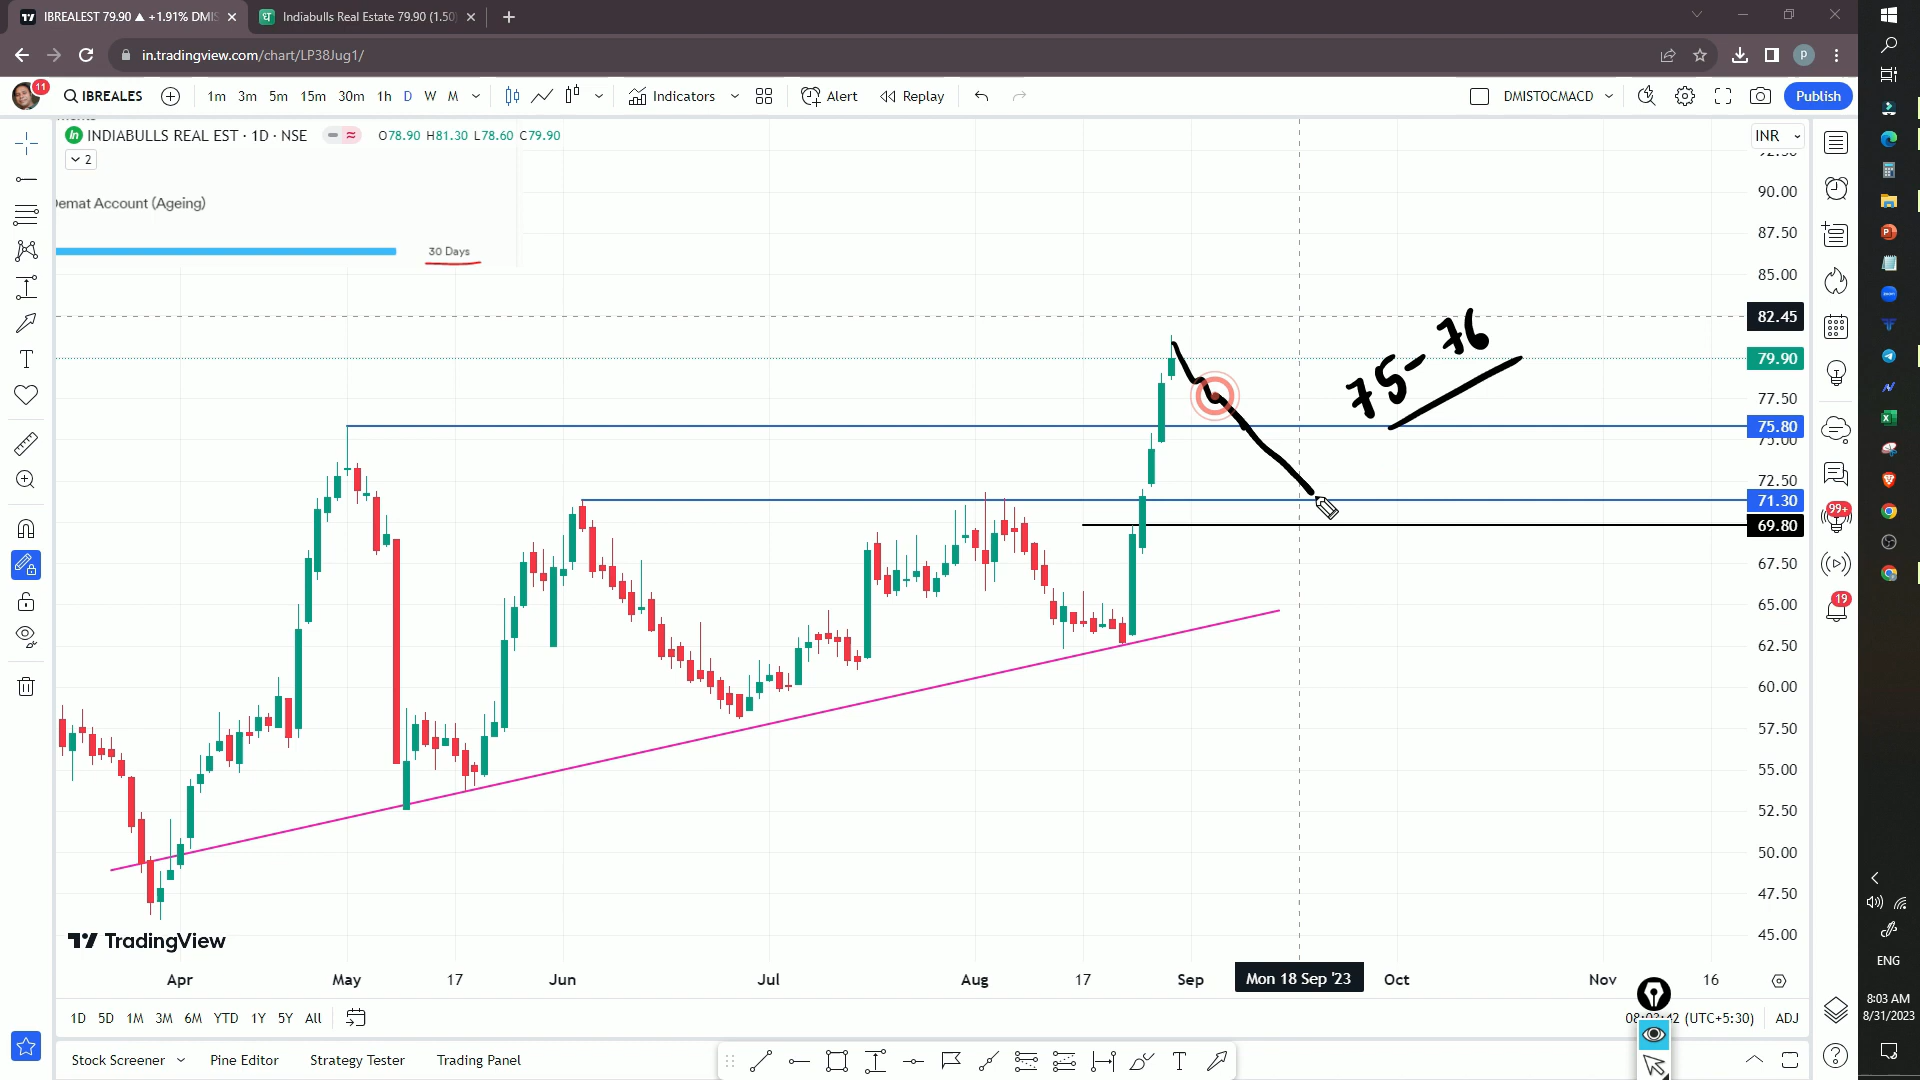 IBREALEST 79.90 ▲ +1.91% DMIS
Indiabulls Real Estate 79.90 (1.50)
in.tradingview.com/chart/LP38Jug1/
11
IBREALES 1m 3m 5m 15m 30m 1h D W M Indicators Alert Replay DMISTOCMACD Publish
INDIABULLS REAL EST · 1D · NSE O78.90 H81.30 L78.60 C79.90 INR
2
Demat Account (Ageing)
30 Days
90.00
87.50
85.00
82.45
79.90
77.50
75.80
75.00
72.50
71.30
69.80
67.50
65.00
62.50
60.00
57.50
55.00
52.50
50.00
47.50
45.00
75-76
99+
19
TradingView
Apr May 17 Jun Jul Aug 17 Sep Mon 18 Sep '23 Oct Nov 16
1D 5D 1M 3M 6M YTD 1Y 5Y All (UTC+5:30) ADJ
Stock Screener Pine Editor Strategy Tester Trading Panel
ENG
8:03 AM
8/31/2023